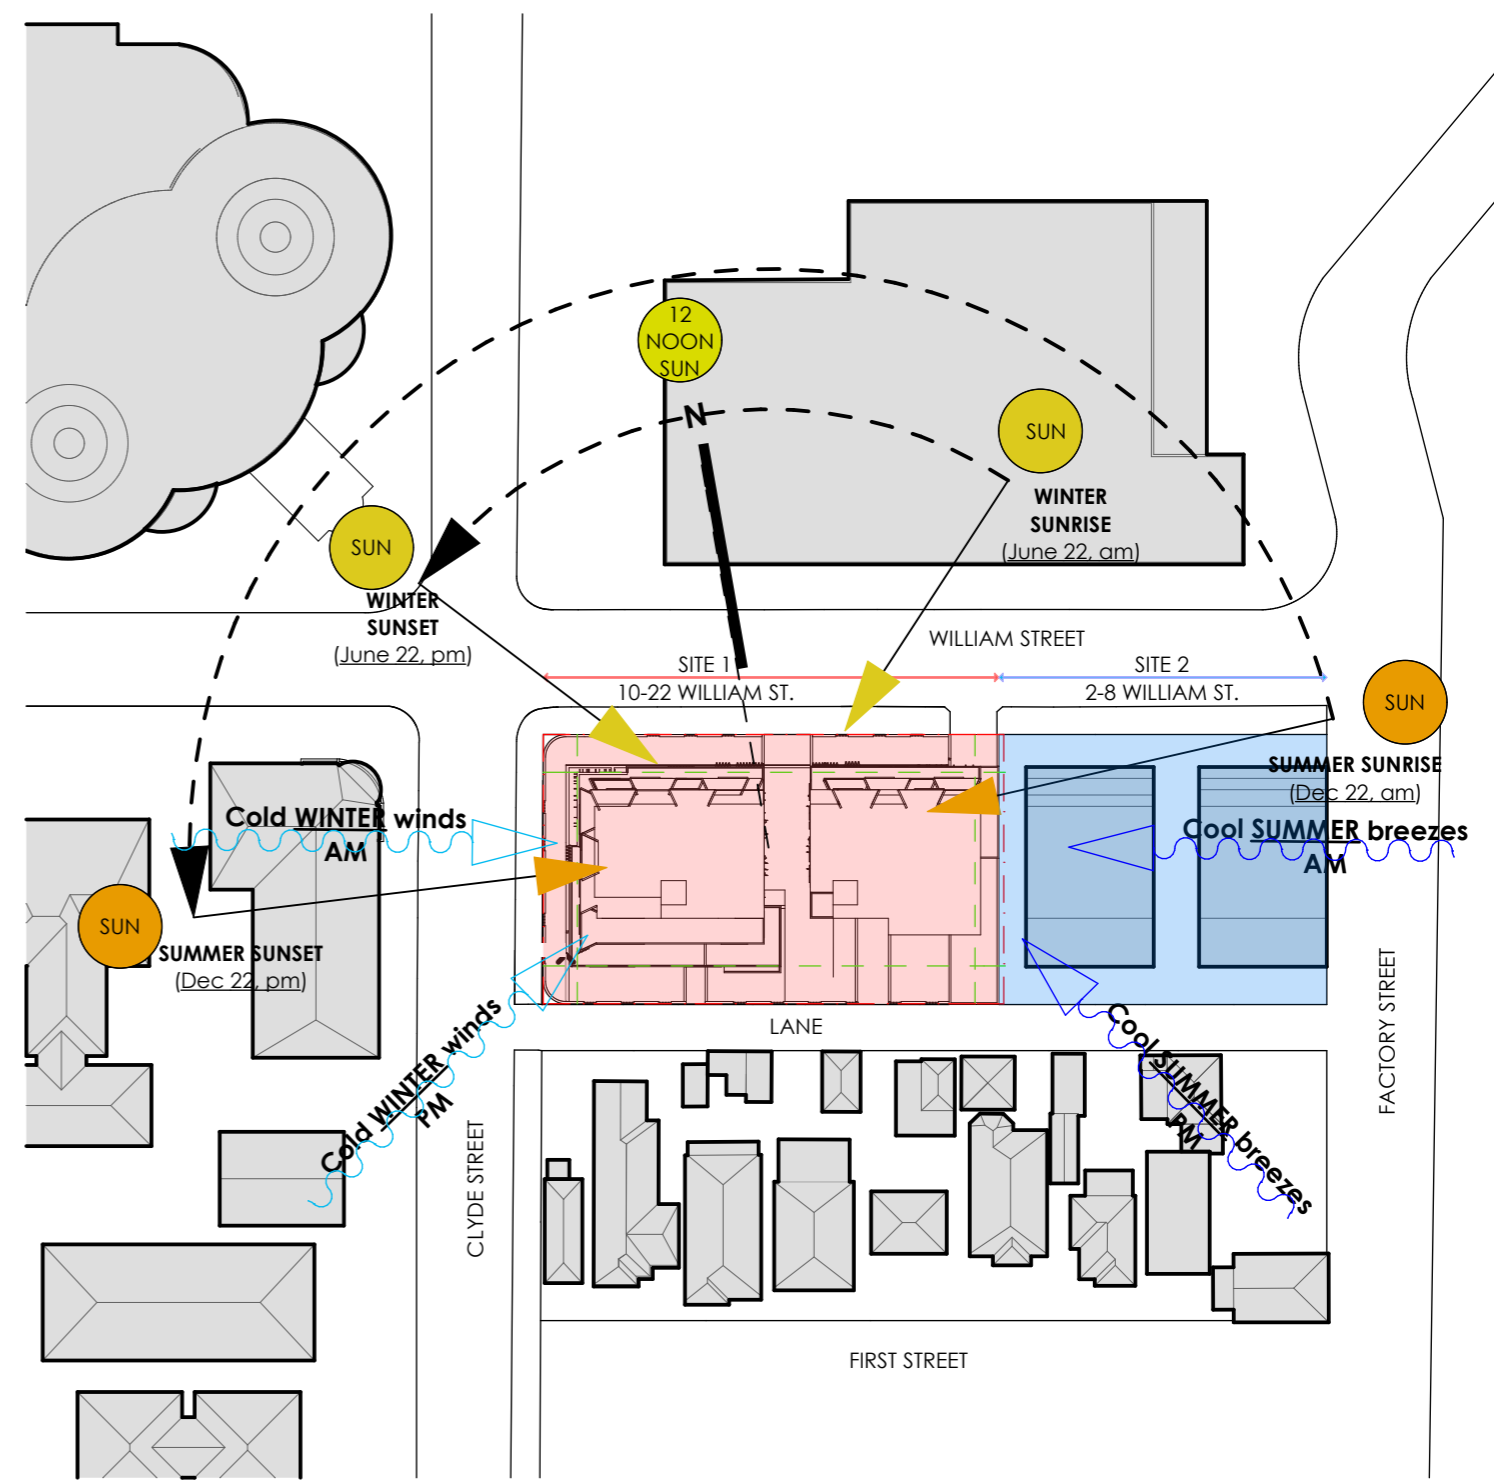 12
NOON
SUN
N
SUN
WINTER
SUNRISE
(June 22, am)
SUN
WINTER
SUNSET
(June 22, pm)
WILLIAM STREET
SITE 1
10-22 WILLIAM ST.
SITE 2
2-8 WILLIAM ST.
SUN
SUMMER SUNRISE
(Dec 22, am)
Cold WINTER winds
AM
Cool SUMMER breezes
AM
SUN
SUMMER SUNSET
(Dec 22, pm)
Cold WINTER winds
PM
LANE
Cool SUMMER breezes
PM
CLYDE STREET
FACTORY STREET
FIRST STREET